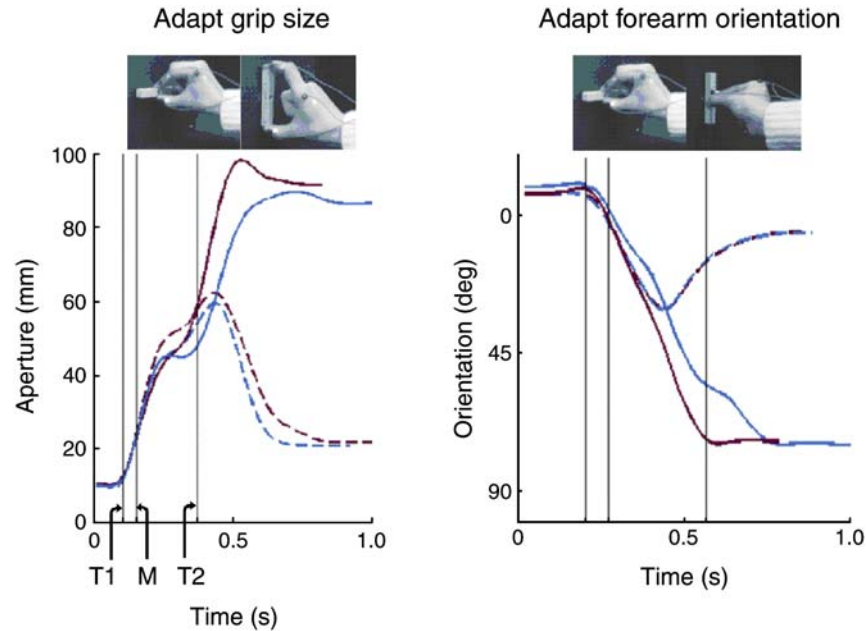 Adapt grip size
Adapt forearm orientation
100
80
60
40
20
0
Aperture (mm)
0
0.5
1.0
T1
M
T2
Time (s)
0
45
90
Orientation (deg)
0
0.5
1.0
Time (s)